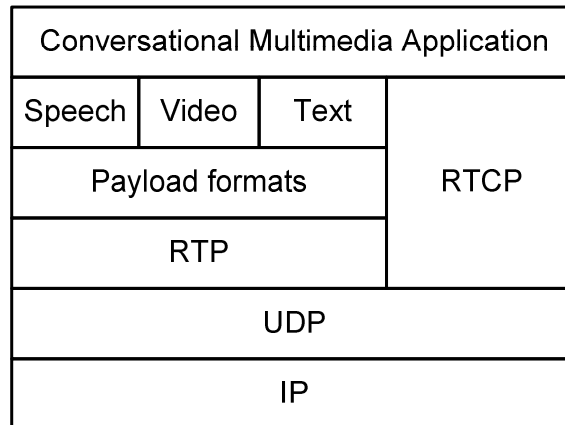 Conversational Multimedia Application
Speech
Video
Text
Payload formats
RTCP
RTP
UDP
IP